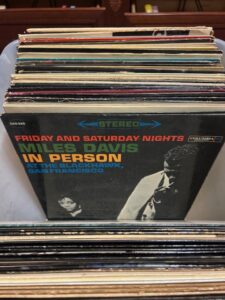 STEREO
FRIDAY AND SATURDAY NIGHTS
MILES DAVIS
IN PERSON
AT THE BLACKHAWK,
SAN FRANCISCO
COLUMBIA